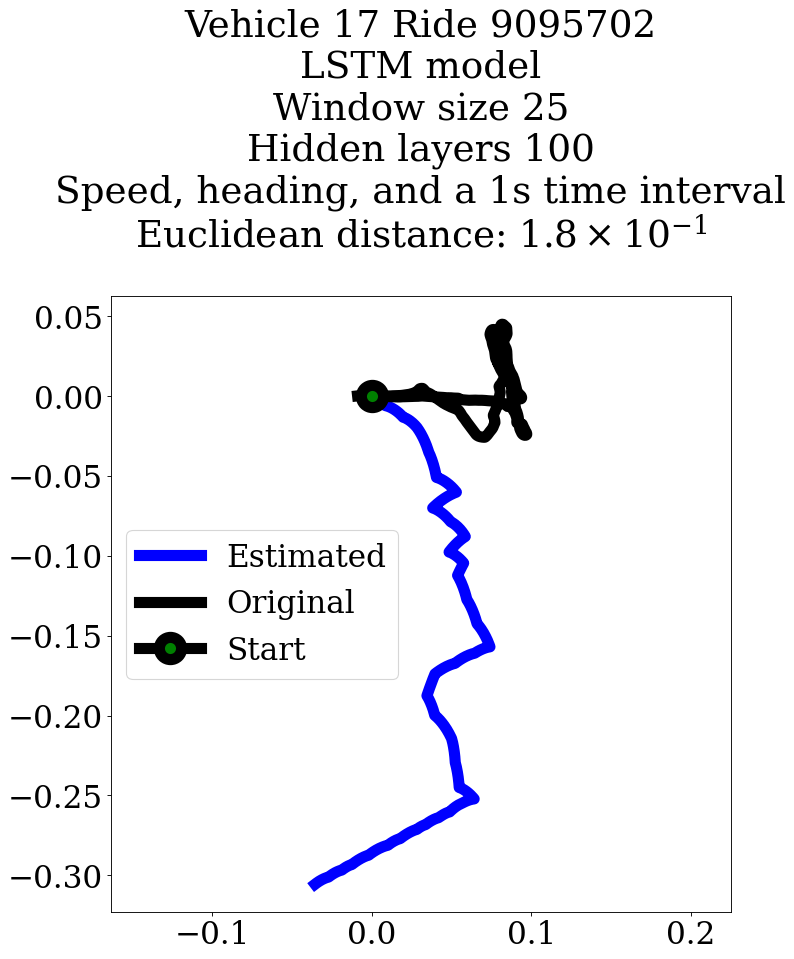 Vehicle 17 Ride 9095702
LSTM model
Window size 25
Hidden layers 100
Speed, heading, and a 1s time interval
Euclidean distance: 1.8 × 10⁻¹
0.05
0.00
−0.05
−0.10
−0.15
−0.20
−0.25
−0.30
Estimated
Original
Start
−0.1
0.0
0.1
0.2